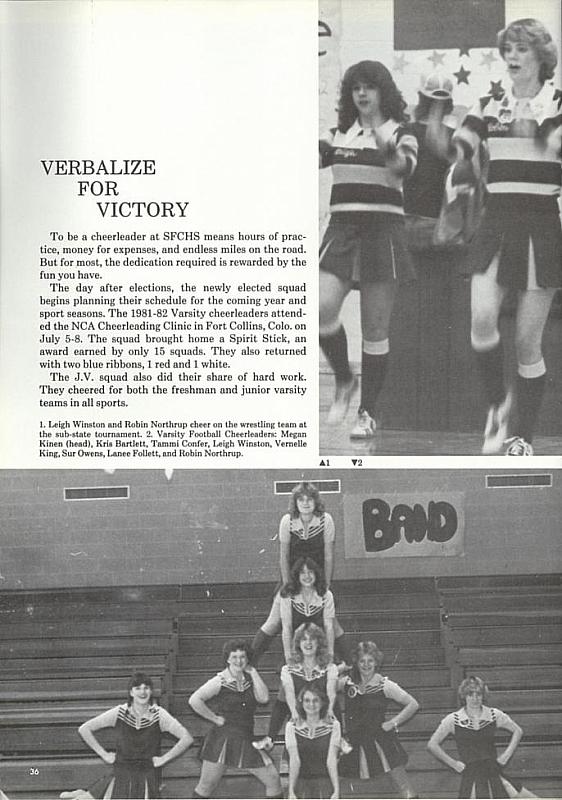 VERBALIZE
FOR
VICTORY
To be a cheerleader at SFCHS means hours of prac-
tice, money for expenses, and endless miles on the road.
But for most, the dedication required is rewarded by the
fun you have.
The day after elections, the newly elected squad
begins planning their schedule for the coming year and
sport seasons. The 1981-82 Varsity cheerleaders attend-
ed the NCA Cheerleading Clinic in Fort Collins, Colo. on
July 5-8. The squad brought home a Spirit Stick, an
award earned by only 15 squads. They also returned
with two blue ribbons, 1 red and 1 white.
The J.V. squad also did their share of hard work.
They cheered for both the freshman and junior varsity
teams in all sports.
1. Leigh Winston and Robin Northrup cheer on the wrestling team at
the sub-state tournament. 2. Varsity Football Cheerleaders: Megan
Kinen (head), Kris Bartlett, Tammi Confer, Leigh Winston, Vernelle
King, Sur Owens, Lanee Follett, and Robin Northrup.
▲1 ▼2
Leigh
Robin
BAND
36